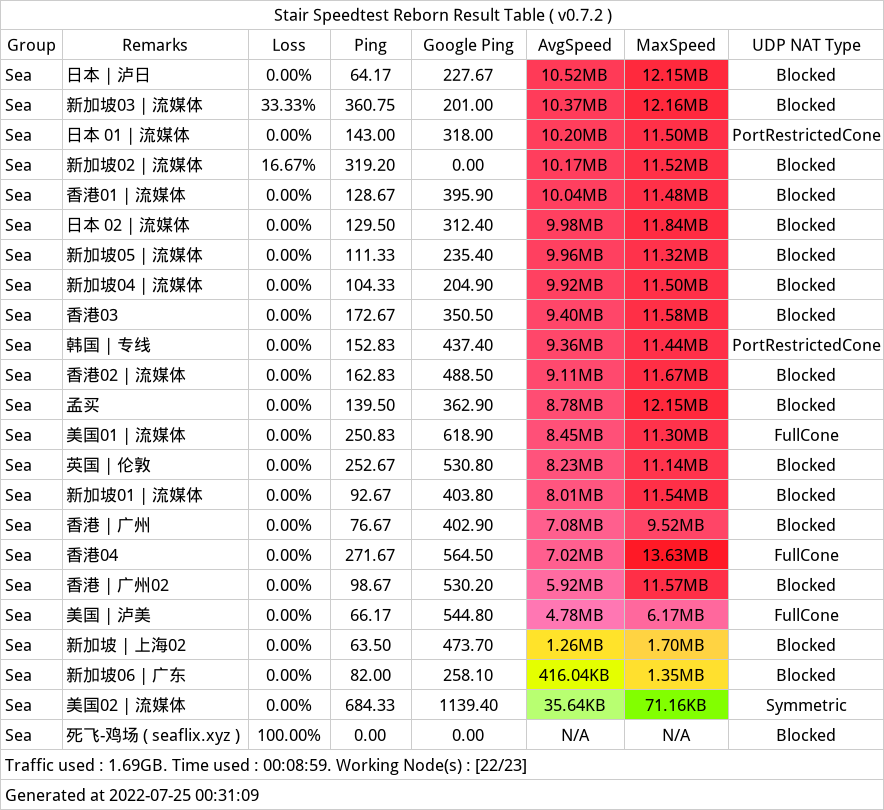 Stair Speedtest Reborn Result Table ( v0.7.2 )
Group Remarks Loss Ping Google Ping AvgSpeed MaxSpeed UDP NAT Type
Sea 日本 | 泸日 0.00% 64.17 227.67 10.52MB 12.15MB Blocked
Sea 新加坡03 | 流媒体 33.33% 360.75 201.00 10.37MB 12.16MB Blocked
Sea 日本 01 | 流媒体 0.00% 143.00 318.00 10.20MB 11.50MB PortRestrictedCone
Sea 新加坡02 | 流媒体 16.67% 319.20 0.00 10.17MB 11.52MB Blocked
Sea 香港01 | 流媒体 0.00% 128.67 395.90 10.04MB 11.48MB Blocked
Sea 日本 02 | 流媒体 0.00% 129.50 312.40 9.98MB 11.84MB Blocked
Sea 新加坡05 | 流媒体 0.00% 111.33 235.40 9.96MB 11.32MB Blocked
Sea 新加坡04 | 流媒体 0.00% 104.33 204.90 9.92MB 11.50MB Blocked
Sea 香港03 0.00% 172.67 350.50 9.40MB 11.58MB Blocked
Sea 韩国 | 专线 0.00% 152.83 437.40 9.36MB 11.44MB PortRestrictedCone
Sea 香港02 | 流媒体 0.00% 162.83 488.50 9.11MB 11.67MB Blocked
Sea 孟买 0.00% 139.50 362.90 8.78MB 12.15MB Blocked
Sea 美国01 | 流媒体 0.00% 250.83 618.90 8.45MB 11.30MB FullCone
Sea 英国 | 伦敦 0.00% 252.67 530.80 8.23MB 11.14MB Blocked
Sea 新加坡01 | 流媒体 0.00% 92.67 403.80 8.01MB 11.54MB Blocked
Sea 香港 | 广州 0.00% 76.67 402.90 7.08MB 9.52MB Blocked
Sea 香港04 0.00% 271.67 564.50 7.02MB 13.63MB FullCone
Sea 香港 | 广州02 0.00% 98.67 530.20 5.92MB 11.57MB Blocked
Sea 美国 | 泸美 0.00% 66.17 544.80 4.78MB 6.17MB FullCone
Sea 新加坡 | 上海02 0.00% 63.50 473.70 1.26MB 1.70MB Blocked
Sea 新加坡06 | 广东 0.00% 82.00 258.10 416.04KB 1.35MB Blocked
Sea 美国02 | 流媒体 0.00% 684.33 1139.40 35.64KB 71.16KB Symmetric
Sea 死飞-鸡场 ( seaflix.xyz ) 100.00% 0.00 0.00 N/A N/A Blocked
Traffic used : 1.69GB. Time used : 00:08:59. Working Node(s) : [22/23]
Generated at 2022-07-25 00:31:09